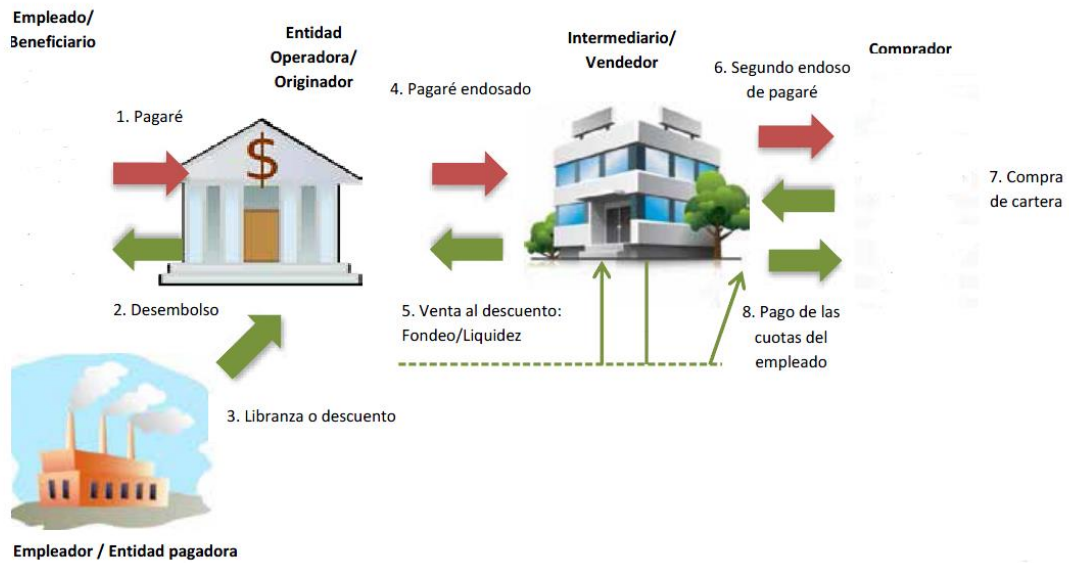 Empleado/
Beneficiario
Entidad
Operadora/
Originador
Intermediario/
Vendedor
Comprador
1. Pagaré
4. Pagaré endosado
6. Segundo endoso
de pagaré
$
7. Compra
de cartera
2. Desembolso
5. Venta al descuento:
Fondeo/Liquidez
8. Pago de las
cuotas del
empleado
3. Libranza o descuento
Empleador / Entidad pagadora